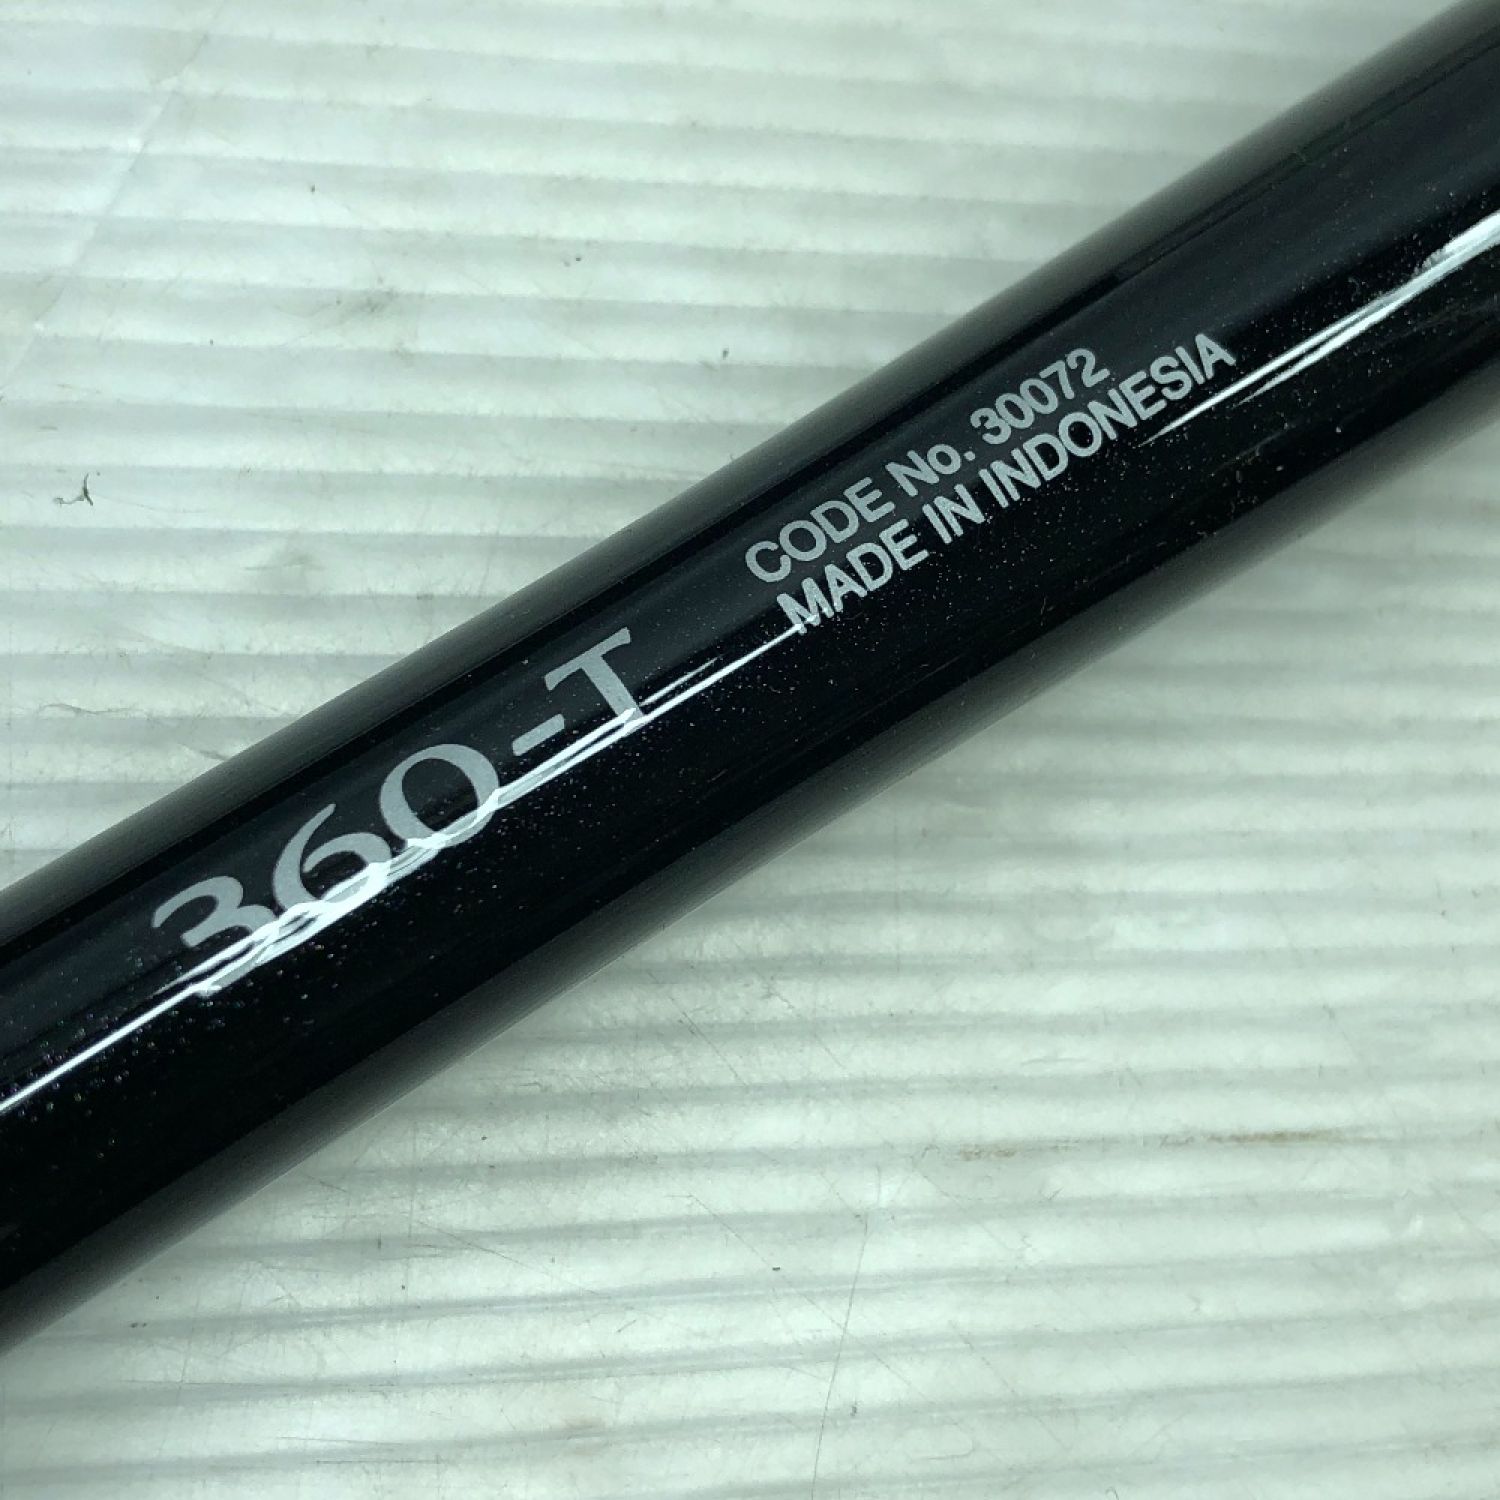 360-T
CODE No. 30072
MADE IN INDONESIA